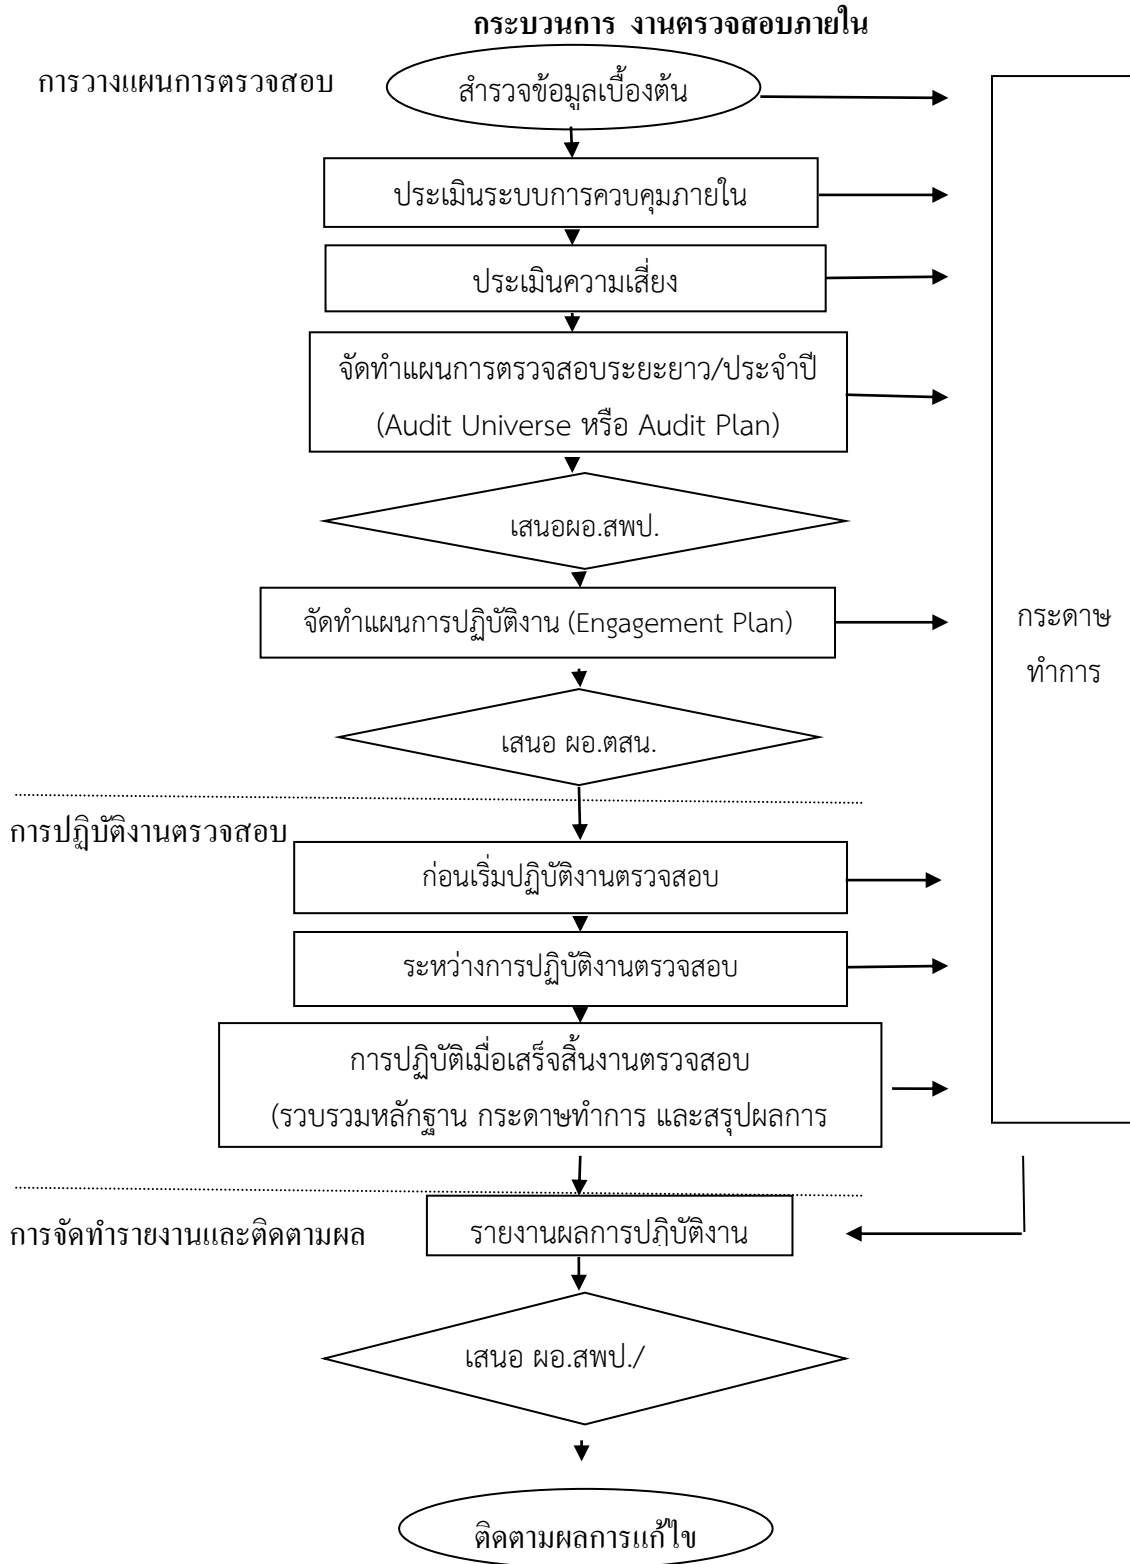 กระบวนการ งานตรวจสอบภายใน
การวางแผนการตรวจสอบ
สำรวจข้อมูลเบื้องต้น
ประเมินระบบการควบคุมภายใน
ประเมินความเสี่ยง
จัดทำแผนการตรวจสอบระยะยาว/ประจำปี
(Audit Universe หรือ Audit Plan)
เสนอผอ.สพป.
จัดทำแผนการปฏิบัติงาน (Engagement Plan)
กระดาษ
ทำการ
เสนอ ผอ.ตสน.
การปฏิบัติงานตรวจสอบ
ก่อนเริ่มปฏิบัติงานตรวจสอบ
ระหว่างการปฏิบัติงานตรวจสอบ
การปฏิบัติเมื่อเสร็จสิ้นงานตรวจสอบ
(รวบรวมหลักฐาน กระดาษทำการ และสรุปผลการ
การจัดทำรายงานและติดตามผล
รายงานผลการปฏิบัติงาน
เสนอ ผอ.สพป./
ติดตามผลการแก้ไข